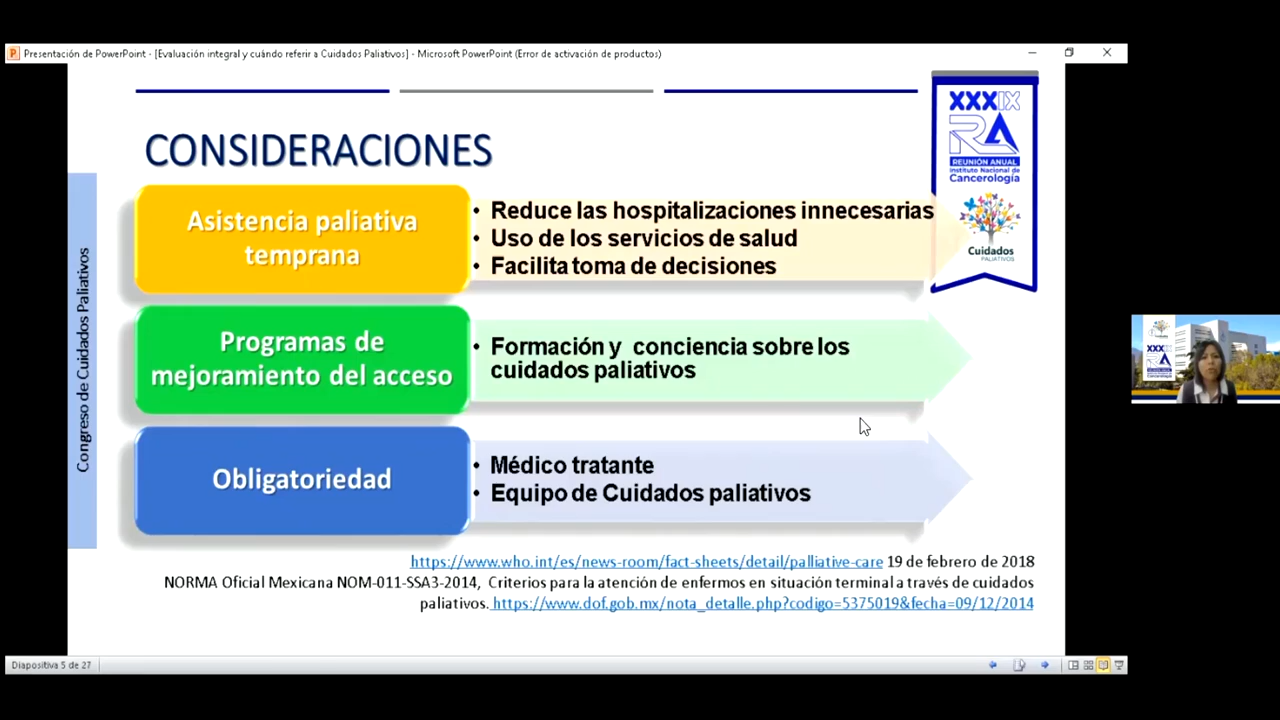 Presentación de PowerPoint - [Evaluación integral y cuándo referir a Cuidados Paliativos] - Microsoft PowerPoint (Error de activación de productos)
CONSIDERACIONES
XXXIX
RA
REUNIÓN ANUAL
Instituto Nacional de
Cancerología
Cuidados
PALIATIVOS
Congreso de Cuidados Paliativos
Asistencia paliativa
temprana
• Reduce las hospitalizaciones innecesarias
• Uso de los servicios de salud
• Facilita toma de decisiones
Programas de
mejoramiento del acceso
• Formación y conciencia sobre los
cuidados paliativos
Obligatoriedad
• Médico tratante
• Equipo de Cuidados paliativos
https://www.who.int/es/news-room/fact-sheets/detail/palliative-care 19 de febrero de 2018
NORMA Oficial Mexicana NOM-011-SSA3-2014, Criterios para la atención de enfermos en situación terminal a través de cuidados
paliativos. https://www.dof.gob.mx/nota_detalle.php?codigo=5375019&fecha=09/12/2014
Diapositiva 5 de 27
XXXIX
RA